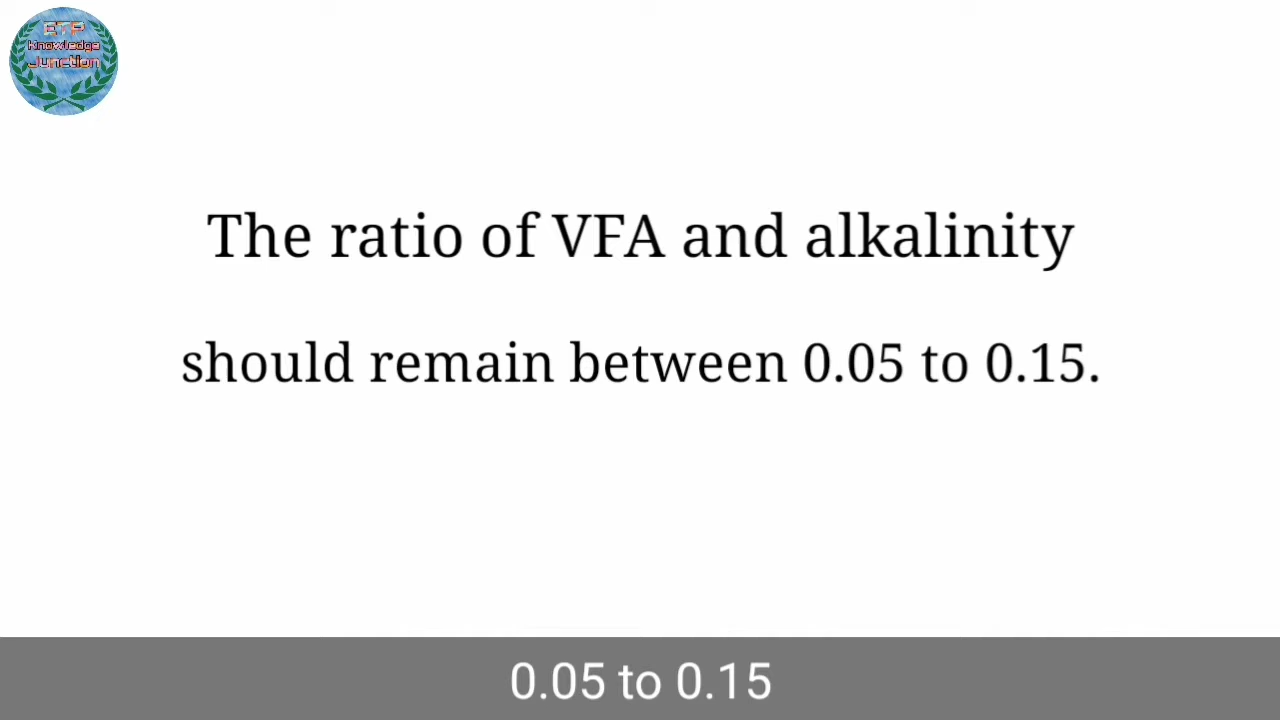 ETP
Knowledge
Junction
The ratio of VFA and alkalinity
should remain between 0.05 to 0.15.
0.05 to 0.15